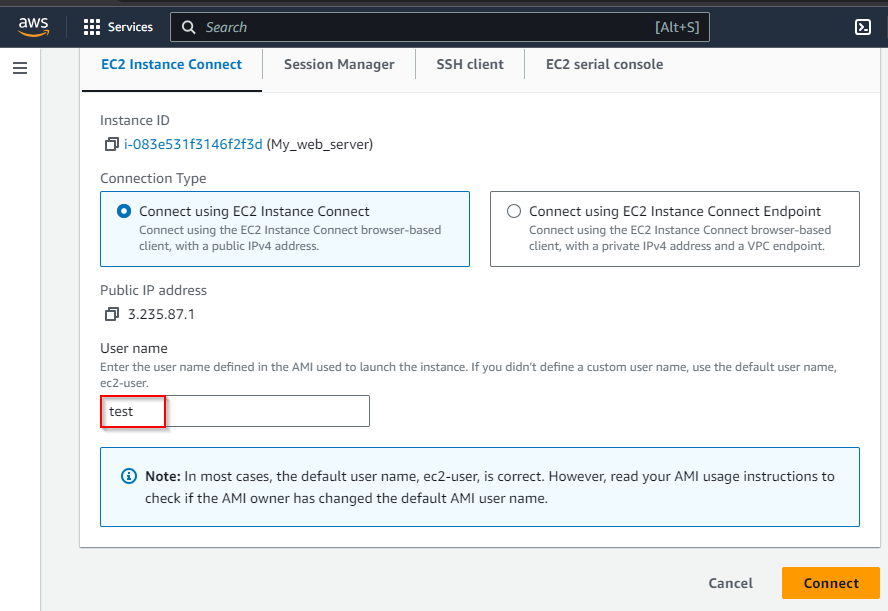 aws Services Search [Alt+S]
EC2 Instance Connect Session Manager SSH client EC2 serial console
Instance ID
i-083e531f3146f2f3d (My_web_server)
Connection Type
Connect using EC2 Instance Connect
Connect using the EC2 Instance Connect browser-based
client, with a public IPv4 address.
Connect using EC2 Instance Connect Endpoint
Connect using the EC2 Instance Connect browser-based
client, with a private IPv4 address and a VPC endpoint.
Public IP address
3.235.87.1
User name
Enter the user name defined in the AMI used to launch the instance. If you didn't define a custom user name, use the default user name,
ec2-user.
test
Note: In most cases, the default user name, ec2-user, is correct. However, read your AMI usage instructions to
check if the AMI owner has changed the default AMI user name.
Cancel Connect